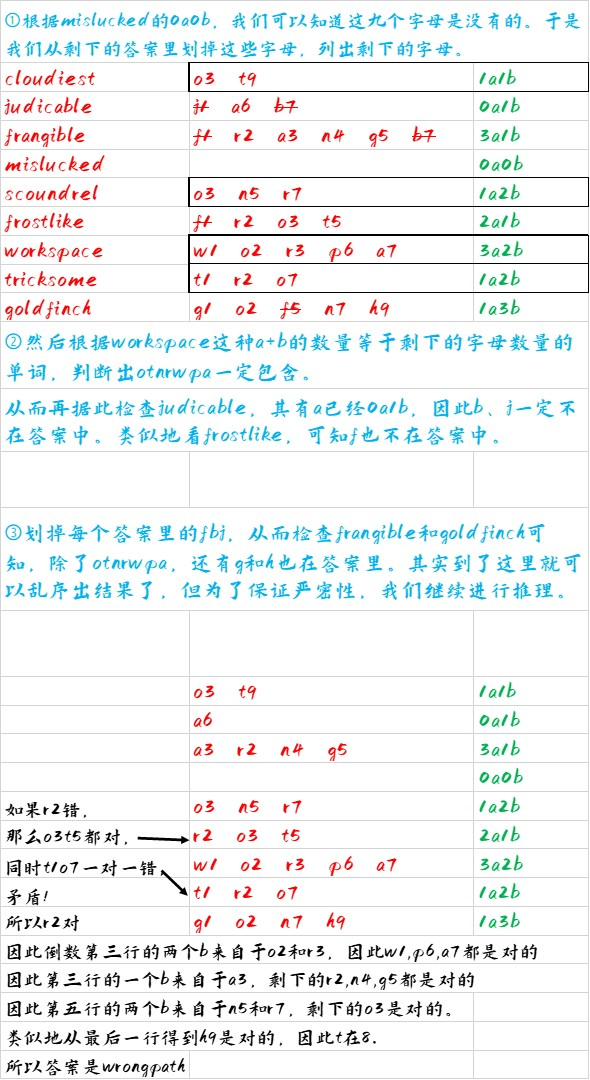 ①根据mislucked的0a0b，我们可以知道这九个字母是没有的。于是
我们从剩下的答案里划掉这些字母，列出剩下的字母。
cloudiest o3 t9 1a1b
judicable j1 a6 b7 0a1b
frangible f1 r2 a3 n4 g5 b7 3a1b
mislucked 0a0b
scoundrel o3 n5 r7 1a2b
frostlike f1 r2 o3 t5 2a1b
workspace w1 o2 r3 p6 a7 3a2b
tricksome t1 r2 o7 1a2b
goldfinch g1 o2 f5 n7 h9 1a3b
②然后根据workspace这种a+b的数量等于剩下的字母数量的
单词，判断出otnrwpa一定包含。
从而再据此检查judicable，其有a已经0a1b，因此b、j一定不
在答案中。类似地看frostlike，可知f也不在答案中。
③划掉每个答案里的fbj，从而检查frangible和goldfinch可
知，除了otnrwpa，还有g和h也在答案里。其实到了这里就可
以乱序出结果了，但为了保证严密性，我们继续进行推理。
o3 t9 1a1b
a6 0a1b
a3 r2 n4 g5 3a1b
0a0b
如果r2错， o3 n5 r7 1a2b
那么o3t5都对， r2 o3 t5 2a1b
同时t1o7一对一错， w1 o2 r3 p6 a7 3a2b
矛盾！ t1 r2 o7 1a2b
所以r2对 g1 o2 n7 h9 1a3b
因此倒数第三行的两个b来自于o2和r3，因此w1,p6,a7都是对的
因此第三行的一个b来自于a3，剩下的r2,n4,g5都是对的
因此第五行的两个b来自于n5和r7，剩下的o3是对的。
类似地从最后一行得到h9是对的，因此t在8.
所以答案是wrongpath